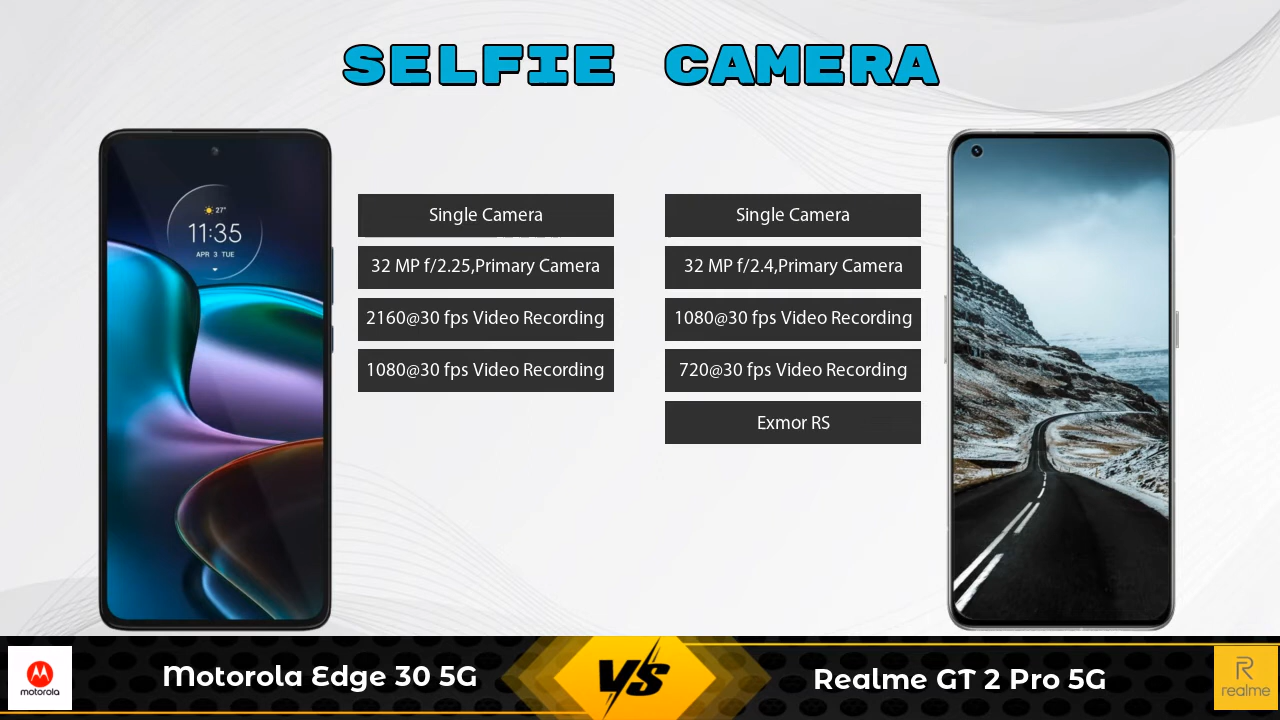 SELFIE CAMERA
27°
11:35
APR 3 TUE
Single Camera
32 MP f/2.25,Primary Camera
2160@30 fps Video Recording
1080@30 fps Video Recording
Single Camera
32 MP f/2.4,Primary Camera
1080@30 fps Video Recording
720@30 fps Video Recording
Exmor RS
motorola
Motorola Edge 30 5G
VS
Realme GT 2 Pro 5G
R
realme